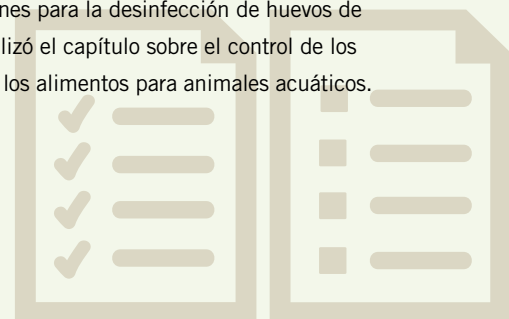 nes para la desinfección de huevos de
lizó el capítulo sobre el control de los
los alimentos para animales acuáticos.